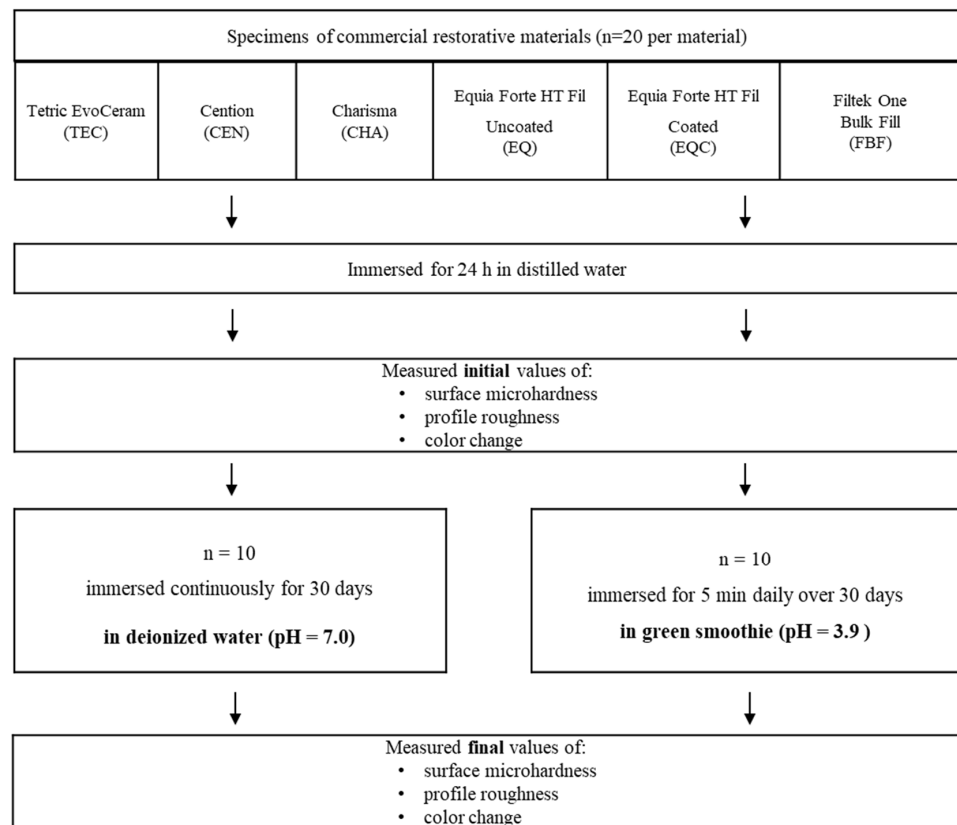 Specimens of commercial restorative materials (n=20 per material)
Tetric EvoCeram
(TEC)
Cention
(CEN)
Charisma
(CHA)
Equia Forte HT Fil
Uncoated
(EQ)
Equia Forte HT Fil
Coated
(EQC)
Filtek One
Bulk Fill
(FBF)
Immersed for 24 h in distilled water
Measured initial values of:
• surface microhardness
• profile roughness
• color change
n = 10
immersed continuously for 30 days
in deionized water (pH = 7.0)
n = 10
immersed for 5 min daily over 30 days
in green smoothie (pH = 3.9 )
Measured final values of:
• surface microhardness
• profile roughness
• color change